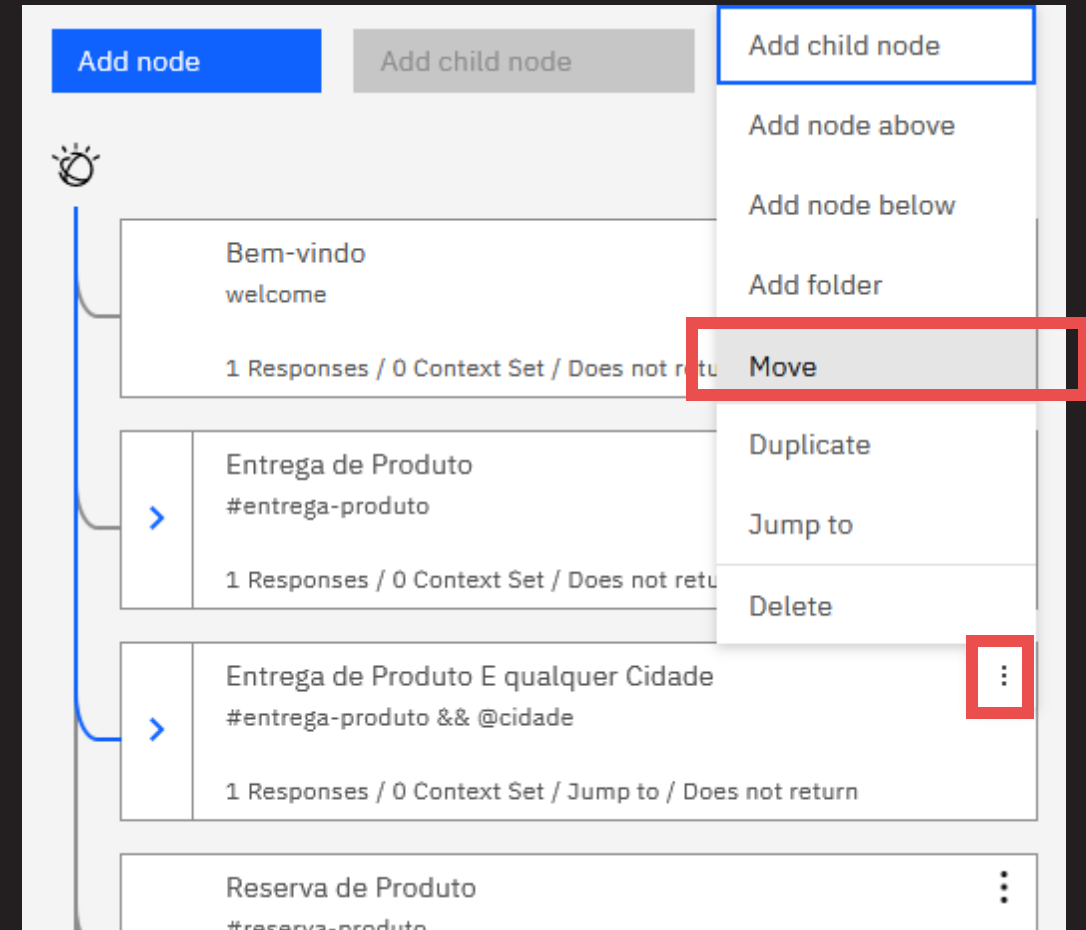 Add node
Add child node
Add child node
Add node above
Add node below
Add folder
Move
Duplicate
Jump to
Delete
Bem-vindo
welcome
1 Responses / 0 Context Set / Does not
Entrega de Produto
#entrega-produto
1 Responses / 0 Context Set / Does not retu
Entrega de Produto E qualquer Cidade
#entrega-produto && @cidade
1 Responses / 0 Context Set / Jump to / Does not return
Reserva de Produto
#reserva-produto